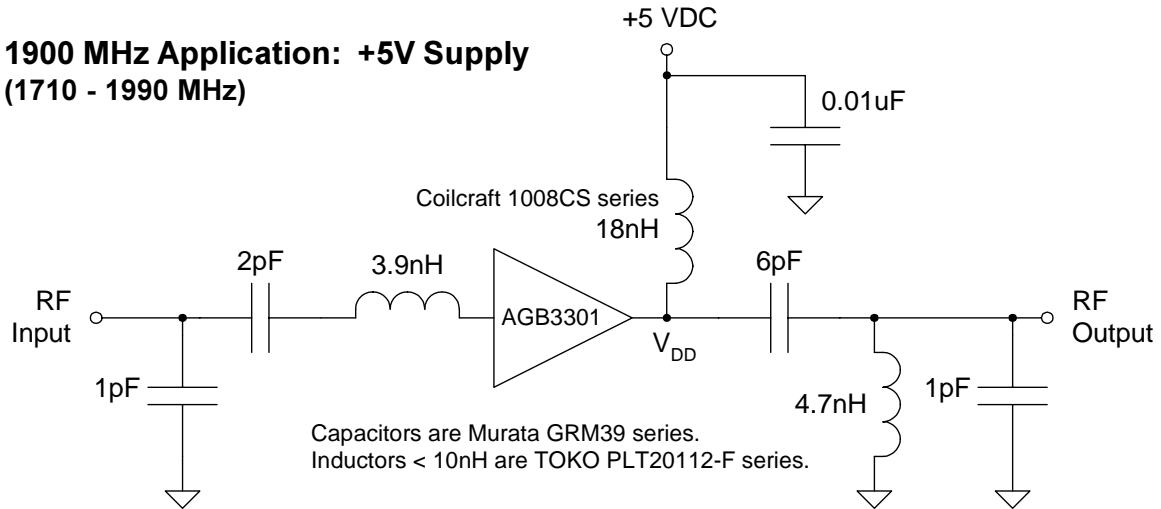 +5 VDC
1900 MHz Application: +5V Supply
(1710 - 1990 MHz)
0.01uF
Coilcraft 1008CS series
18nH
2pF
3.9nH
6pF
RF
Input
AGB3301
VDD
RF
Output
1pF
4.7nH
1pF
Capacitors are Murata GRM39 series.
Inductors < 10nH are TOKO PLT20112-F series.